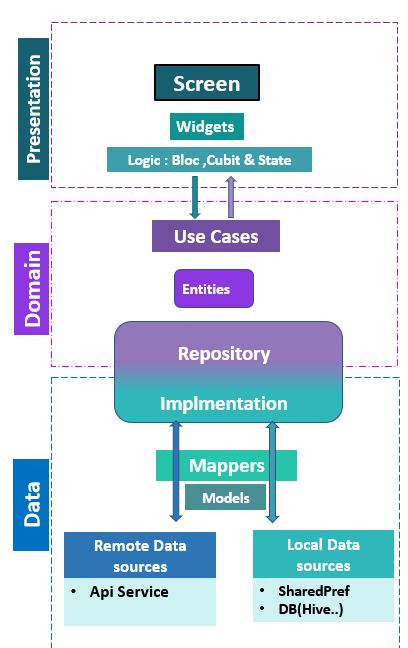 Presentation
Screen
Widgets
Logic : Bloc ,Cubit & State
Domain
Use Cases
Entities
Repository
Implmentation
Data
Mappers
Models
Remote Data
sources
• Api Service
Local Data
sources
• SharedPref
• DB(Hive..)